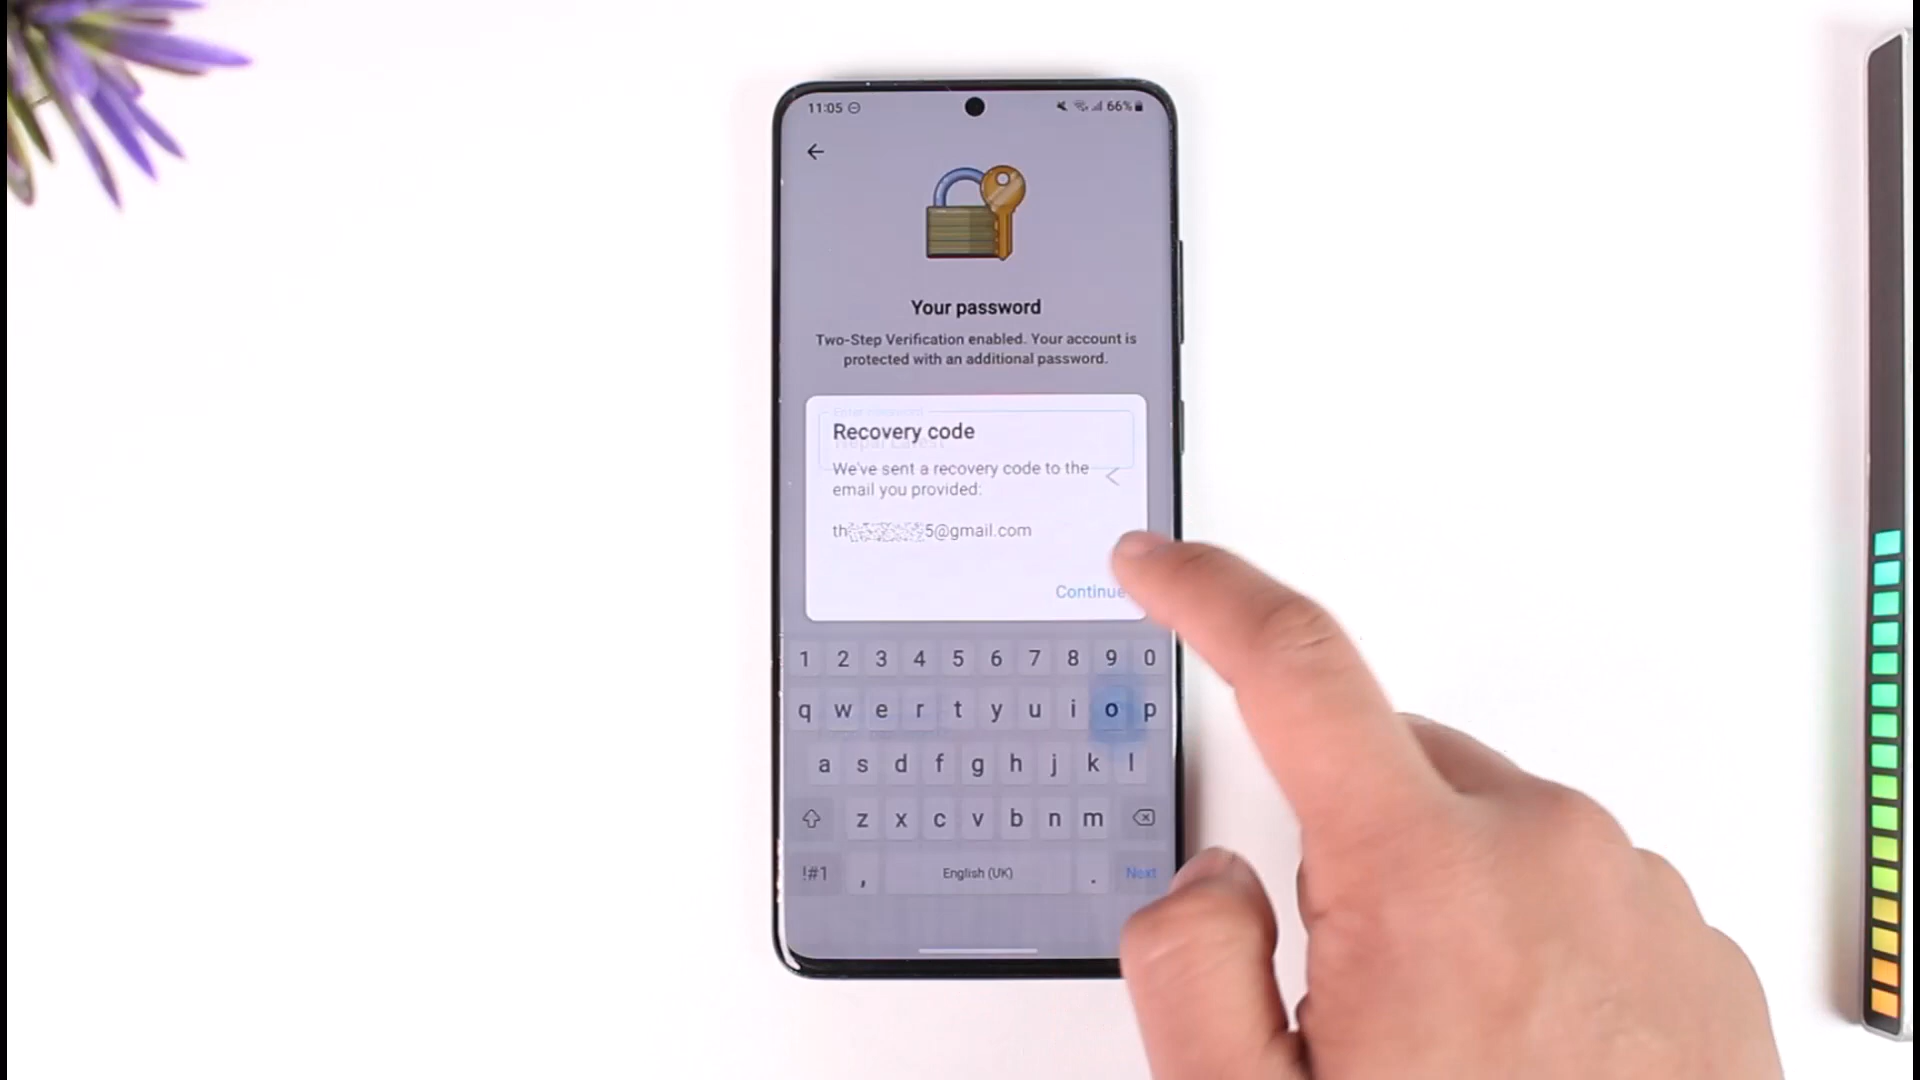 11:05 66%
Your password
Two-Step Verification enabled. Your account is
protected with an additional password.
Enter password
Recovery code
We've sent a recovery code to the
email you provided:
th 5@gmail.com
Continue
1 2 3 4 5 6 7 8 9 0
q w e r t y u i o p
a s d f g h j k l
z x c v b n m
!#1 , English (UK) . Next